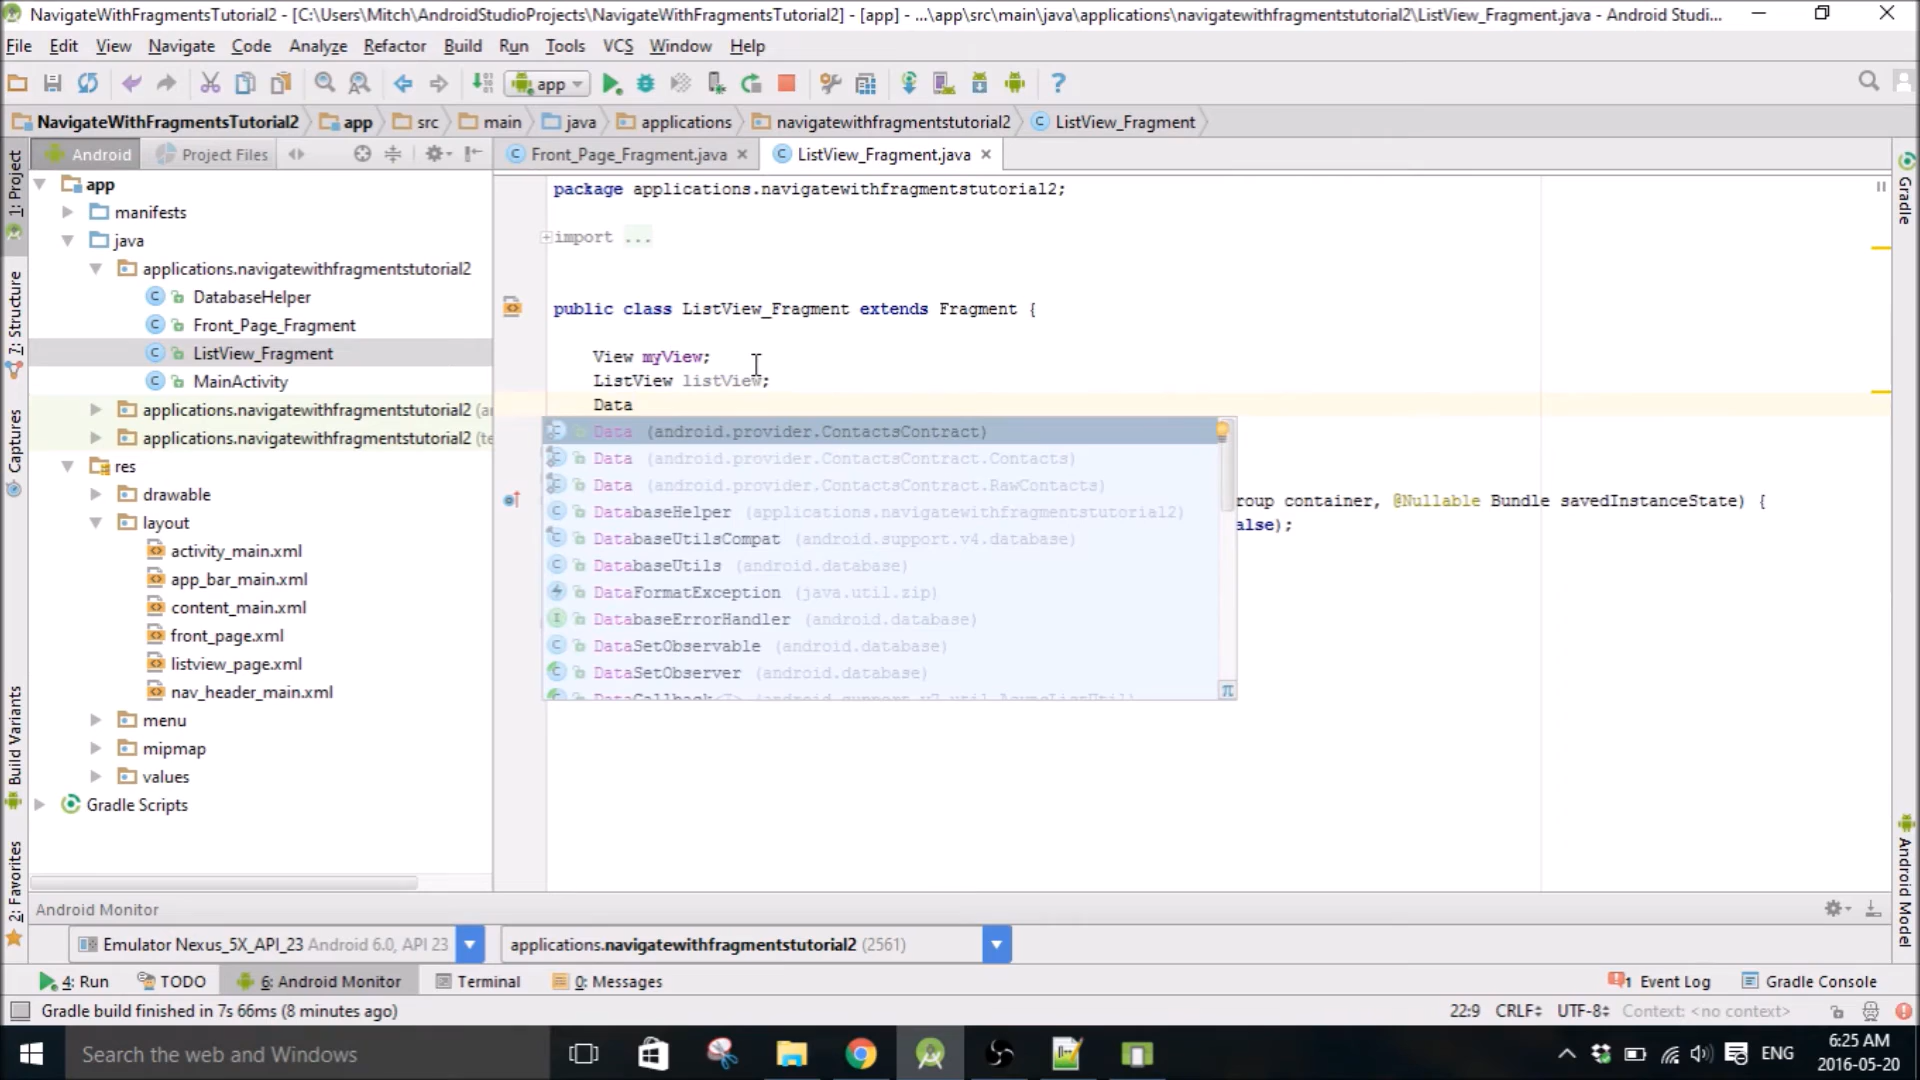 NavigateWithFragmentsTutorial2 - [C:\Users\Mitch\AndroidStudioProjects\NavigateWithFragmentsTutorial2] - [app] - ...\app\src\main\java\applications\navigatewithfragmentstutorial2\ListView_Fragment.java - Android Studi...
File Edit View Navigate Code Analyze Refactor Build Run Tools VCS Window Help
app
NavigateWithFragmentsTutorial2 app src main java applications navigatewithfragmentstutorial2 ListView_Fragment
Android Project Files
Front_Page_Fragment.java ListView_Fragment.java
1: Project
7: Structure
Captures
Build Variants
2: Favorites
app
manifests
java
applications.navigatewithfragmentstutorial2
DatabaseHelper
Front_Page_Fragment
ListView_Fragment
MainActivity
applications.navigatewithfragmentstutorial2 (a
applications.navigatewithfragmentstutorial2 (te
res
drawable
layout
activity_main.xml
app_bar_main.xml
content_main.xml
front_page.xml
listview_page.xml
nav_header_main.xml
menu
mipmap
values
Gradle Scripts
package applications.navigatewithfragmentstutorial2;
import ...
public class ListView_Fragment extends Fragment {
View myView;
ListView listView;
Data
Data (android.provider.ContactsContract)
Data (android.provider.ContactsContract.Contacts)
Data (android.provider.ContactsContract.RawContacts)
DatabaseHelper (applications.navigatewithfragmentstutorial2)
DatabaseUtilsCompat (android.support.v4.database)
DatabaseUtils (android.database)
DataFormatException (java.util.zip)
DatabaseErrorHandler (android.database)
DataSetObservable (android.database)
DataSetObserver (android.database)
DataCallback<T> (android.support.v7.util.AsyncListUtil)
π
roup container, @Nullable Bundle savedInstanceState) {
alse);
Gradle
Android Model
Android Monitor
Emulator Nexus_5X_API_23 Android 6.0, API 23
applications.navigatewithfragmentstutorial2 (2561)
4: Run TODO 6: Android Monitor Terminal 0: Messages 1 Event Log Gradle Console
Gradle build finished in 7s 66ms (8 minutes ago) 22:9 CRLF UTF-8 Context: <no context>
Search the web and Windows
ENG
6:25 AM
2016-05-20